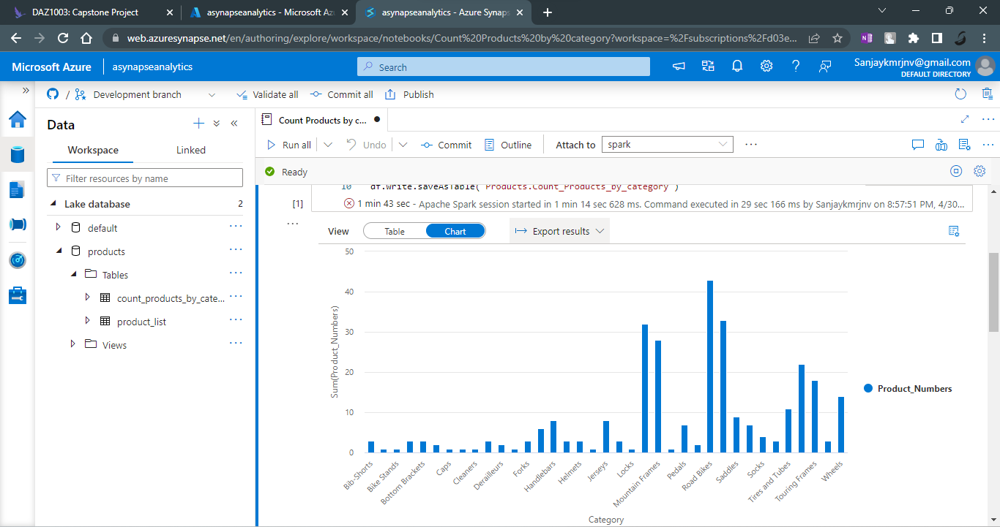 DAZ1003: Capstone Project
asynapseanalytics - Microsoft Az
asynapseanalytics - Azure Synaps
web.azuresynapse.net/en/authoring/explore/workspace/notebooks/Count%20Products%20by%20category?workspace=%2Fsubscriptions%2Fd03e...
Microsoft Azure
asynapseanalytics
Search
Sanjaykmrjnv@gmail.com
DEFAULT DIRECTORY
/ Development branch
Validate all
Commit all
Publish
Data
Workspace
Linked
Filter resources by name
Lake database 2
default
products
Tables
count_products_by_cate...
product_list
Views
Count Products by c...
Run all
Undo
Commit
Outline
Attach to
spark
Ready
10 df.write.saveAsTable("Products.Count_Products_by_category")
[1]
1 min 43 sec - Apache Spark session started in 1 min 14 sec 628 ms. Command executed in 29 sec 166 ms by Sanjaykmrjnv on 8:57:51 PM, 4/30...
View
Table
Chart
Export results
50
40
30
20
10
0
Sum(Product_Numbers)
Bib-Shorts
Bike Stands
Bottom Brackets
Caps
Cleaners
Derailleurs
Forks
Handlebars
Helmets
Jerseys
Locks
Mountain Frames
Pedals
Road Bikes
Saddles
Socks
Tires and Tubes
Touring Frames
Wheels
Category
Product_Numbers